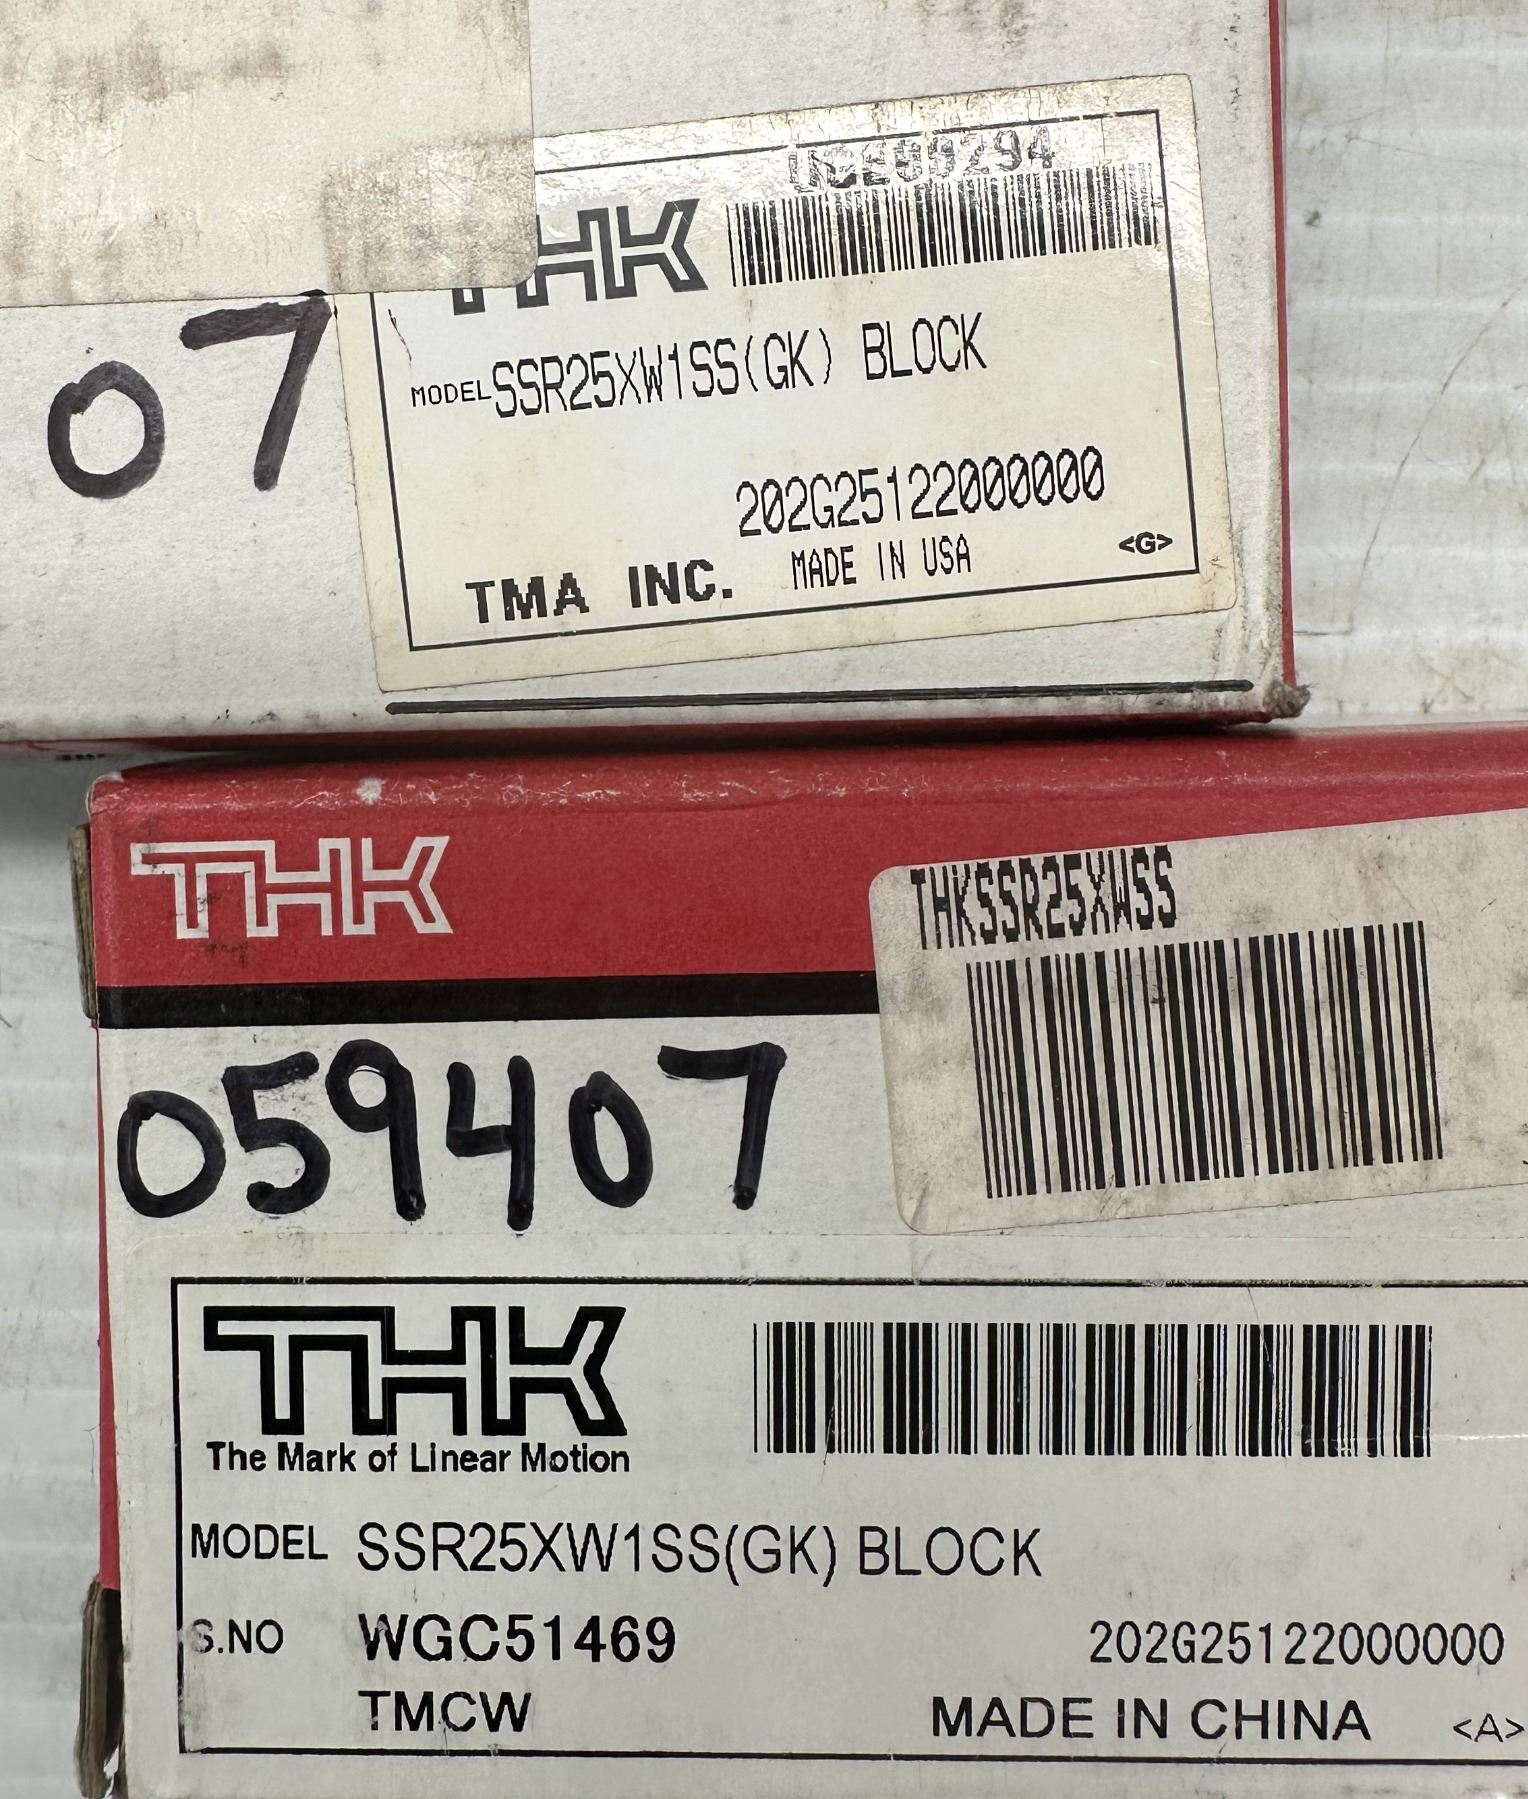 THK
MODEL SSR25XW1SS(GK) BLOCK
202G25122000000
TMA INC. MADE IN USA <G>
07
THK
THKSSR25XWSS
059407
THK
The Mark of Linear Motion
MODEL SSR25XW1SS(GK) BLOCK
S.NO WGC51469 202G25122000000
TMCW MADE IN CHINA <A>